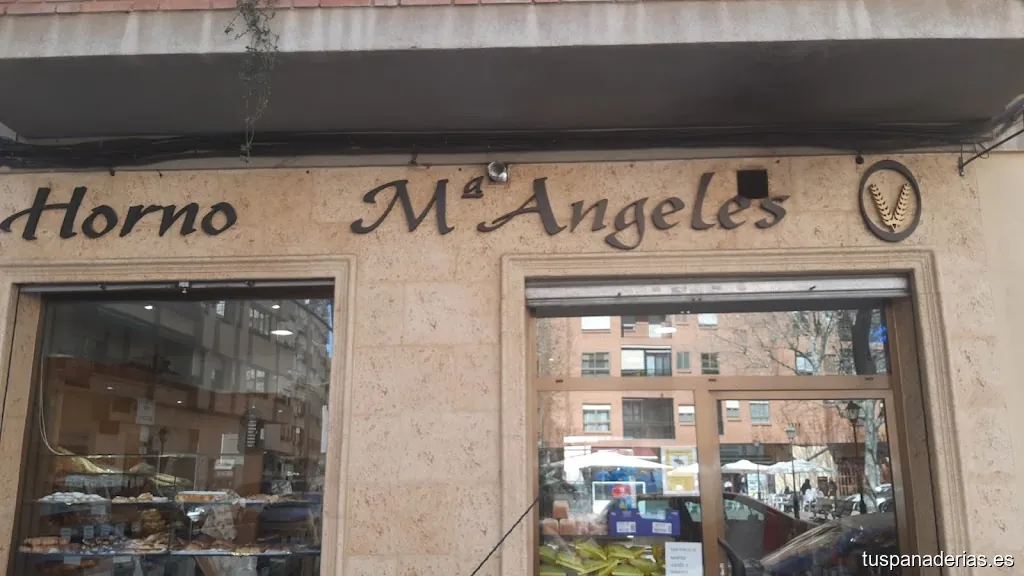 Horno Mª Angeles
tuspanaderias.es